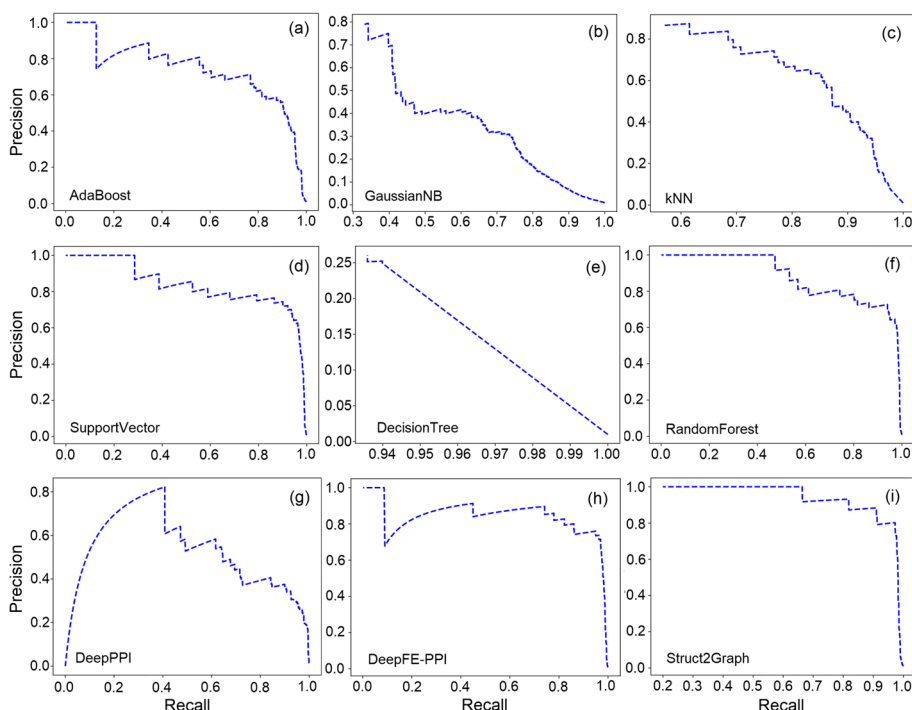 Precision
1.0
0.8
0.6
0.4
0.2
0.0
(a)
AdaBoost
0.0 0.2 0.4 0.6 0.8 1.0
0.8
0.7
0.6
0.5
0.4
0.3
0.2
0.1
0.0
(b)
GaussianNB
0.3 0.4 0.5 0.6 0.7 0.8 0.9 1.0
0.8
0.6
0.4
0.2
0.0
(c)
kNN
0.6 0.7 0.8 0.9 1.0
Precision
1.0
0.8
0.6
0.4
0.2
0.0
(d)
SupportVector
0.0 0.2 0.4 0.6 0.8 1.0
0.25
0.20
0.15
0.10
0.05
0.00
(e)
DecisionTree
0.94 0.95 0.96 0.97 0.98 0.99 1.00
1.0
0.8
0.6
0.4
0.2
0.0
(f)
RandomForest
0.0 0.2 0.4 0.6 0.8 1.0
Precision
0.8
0.6
0.4
0.2
0.0
(g)
DeepPPI
0.0 0.2 0.4 0.6 0.8 1.0
Recall
1.0
0.8
0.6
0.4
0.2
0.0
(h)
DeepFE-PPI
0.0 0.2 0.4 0.6 0.8 1.0
Recall
1.0
0.8
0.6
0.4
0.2
0.0
(i)
Struct2Graph
0.2 0.4 0.5 0.6 0.7 0.8 0.9 1.0
Recall